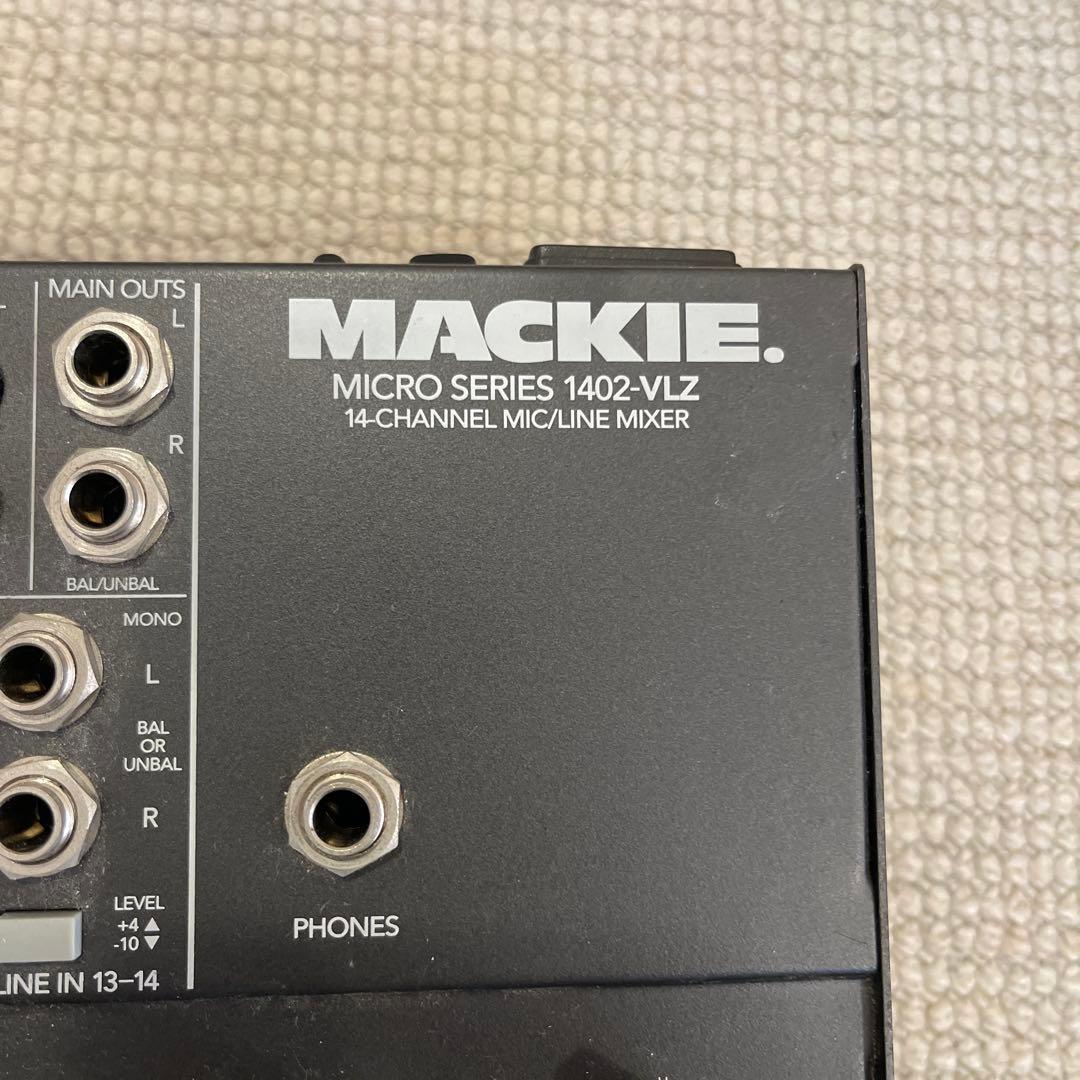 MAIN OUTS
L
R
BAL/UNBAL
MONO
L
BAL
OR
UNBAL
R
LEVEL
+4 ▲
-10 ▼
LINE IN 13–14
MACKIE.
MICRO SERIES 1402-VLZ
14-CHANNEL MIC/LINE MIXER
PHONES